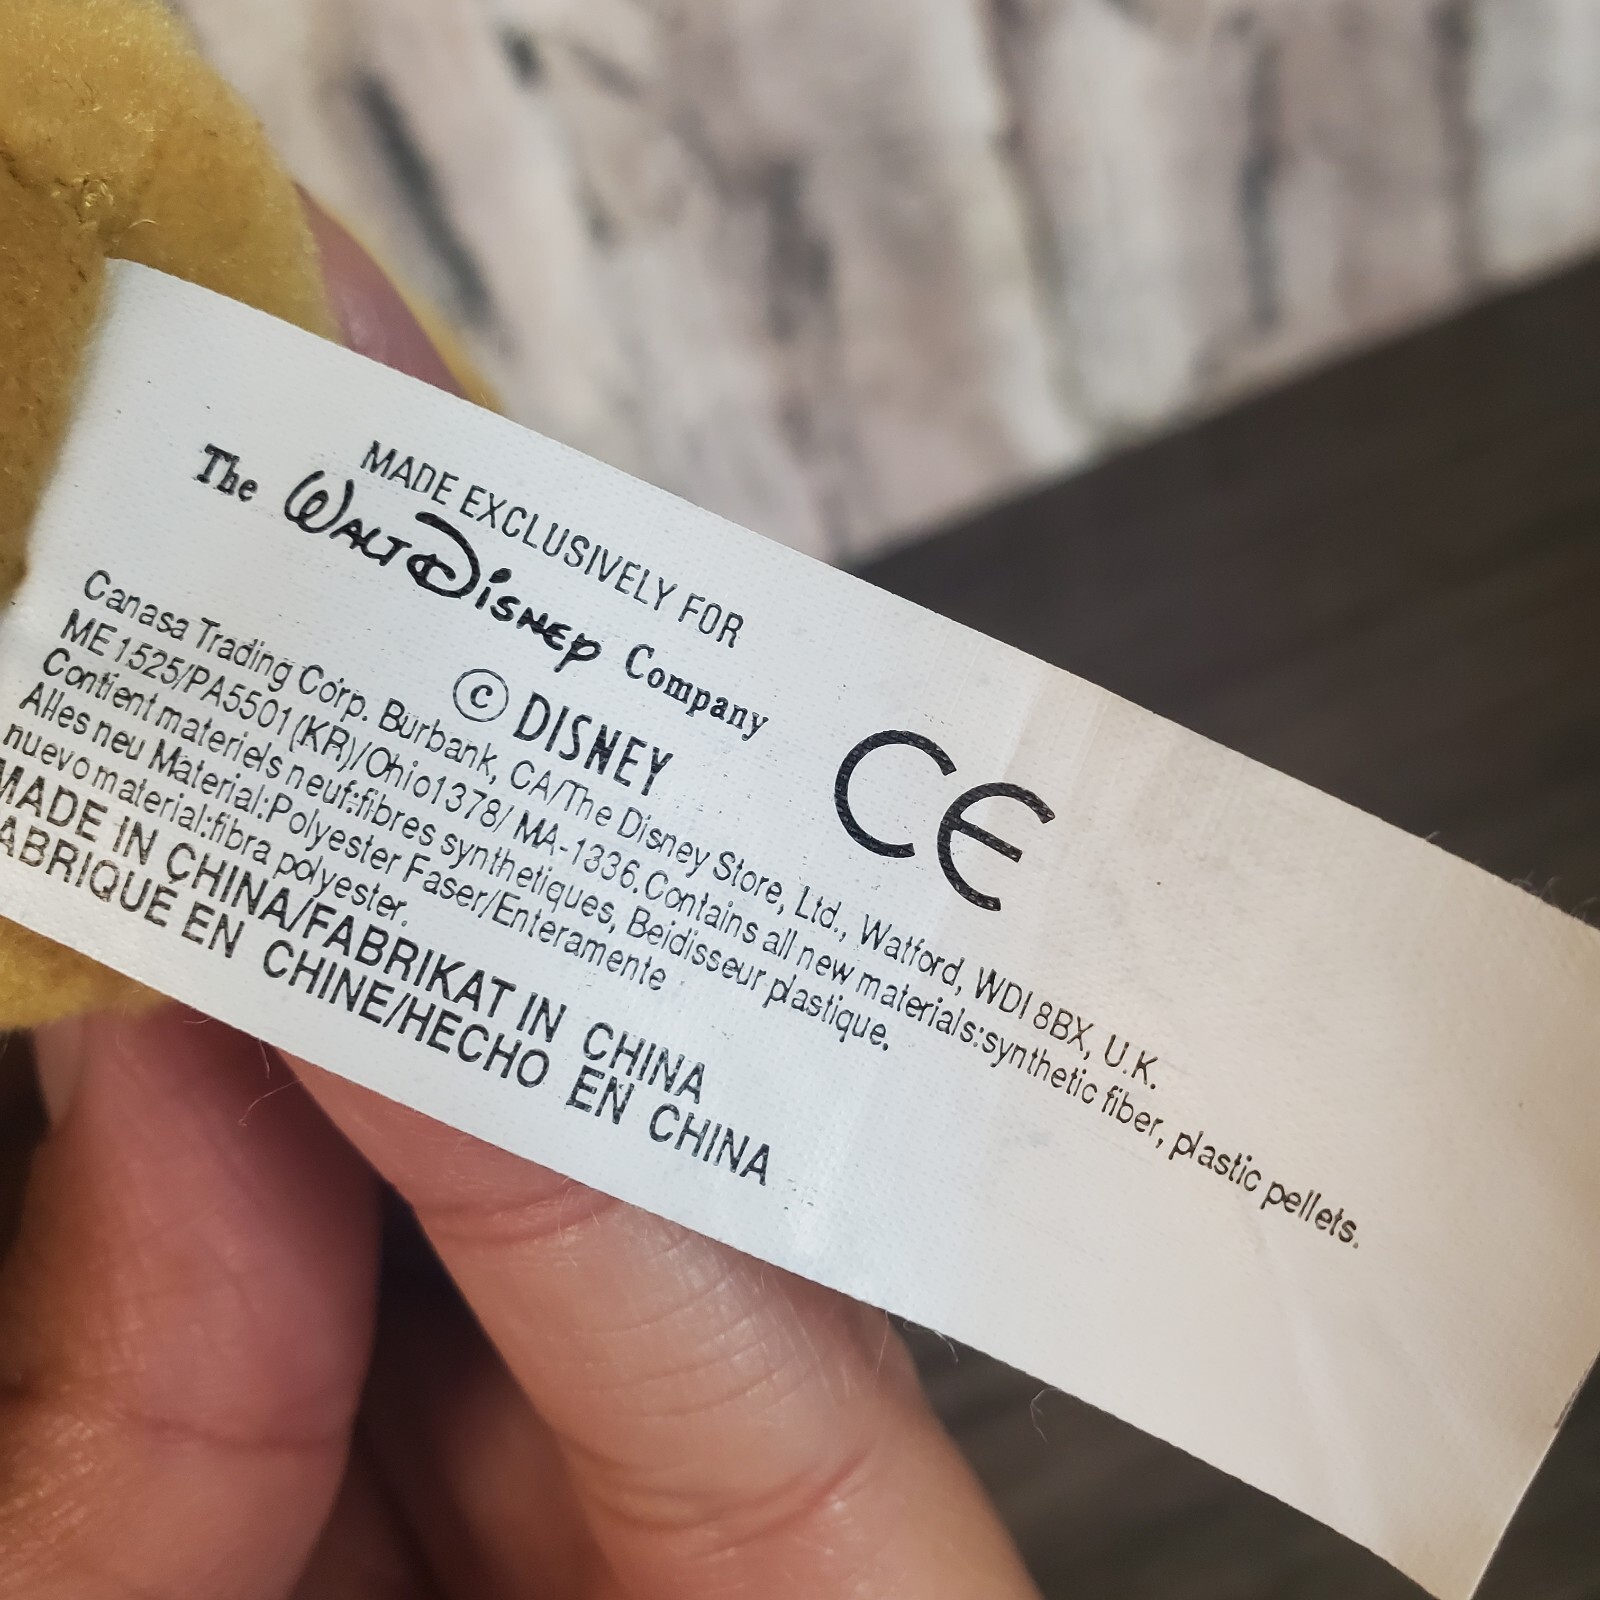 MADE EXCLUSIVELY FOR
The WALT DISNEY Company
© DISNEY
CE
Canasa Trading Corp. Burbank, CA/The Disney Store, Ltd., Watford, WDI 8BX, U.K.
ME 1525/PA5501(KR)/Ohio1378/ MA-1336.Contains all new materials:synthetic fiber, plastic pellets.
Contient materiels neuf:fibres synthetiques, Beidisseur plastique.
Alles neu Material:Polyester Faser/Enteramente
nuevo material:fibra polyester.
MADE IN CHINA/FABRIKAT IN CHINA
ABRIQUE EN CHINE/HECHO EN CHINA